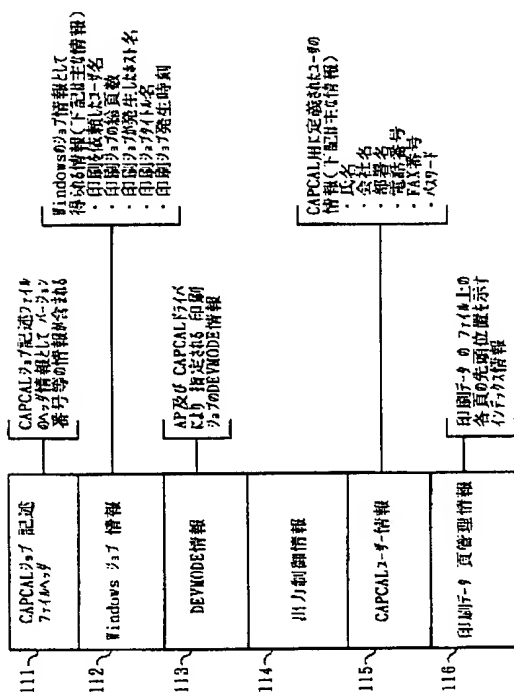 111
CAPCALジョブ 記述
ファイルヘッダ
CAPCALジョブ記述ファイル
のヘッダ情報として バージョン
番号等の情報が含まれる
112
Windows ジョブ 情報
Windowsのジョブ情報として
得られる情報(下記は主な情報)
・印刷を依頼したユーザ名
・印刷ジョブの総頁数
・印刷ジョブが発生したホスト名
・印刷ジョブタイトル名
・印刷ジョブ発生時刻
113
DEVMODE情報
AP及びCAPCALドライバ
により 指定される 印刷
ジョブのDEVMODE情報
114
出力制御情報
115
CAPCALユーザー情報
CAPCAL用に定義されたユーザの
情報(下記は主な情報)
・氏名
・会社名
・部署名
・電話番号
・FAX番号
・パスワード
116
印刷データ 頁管理情報
印刷データ の ファイル上の
各頁の先頭位置を示す
インデックス情報